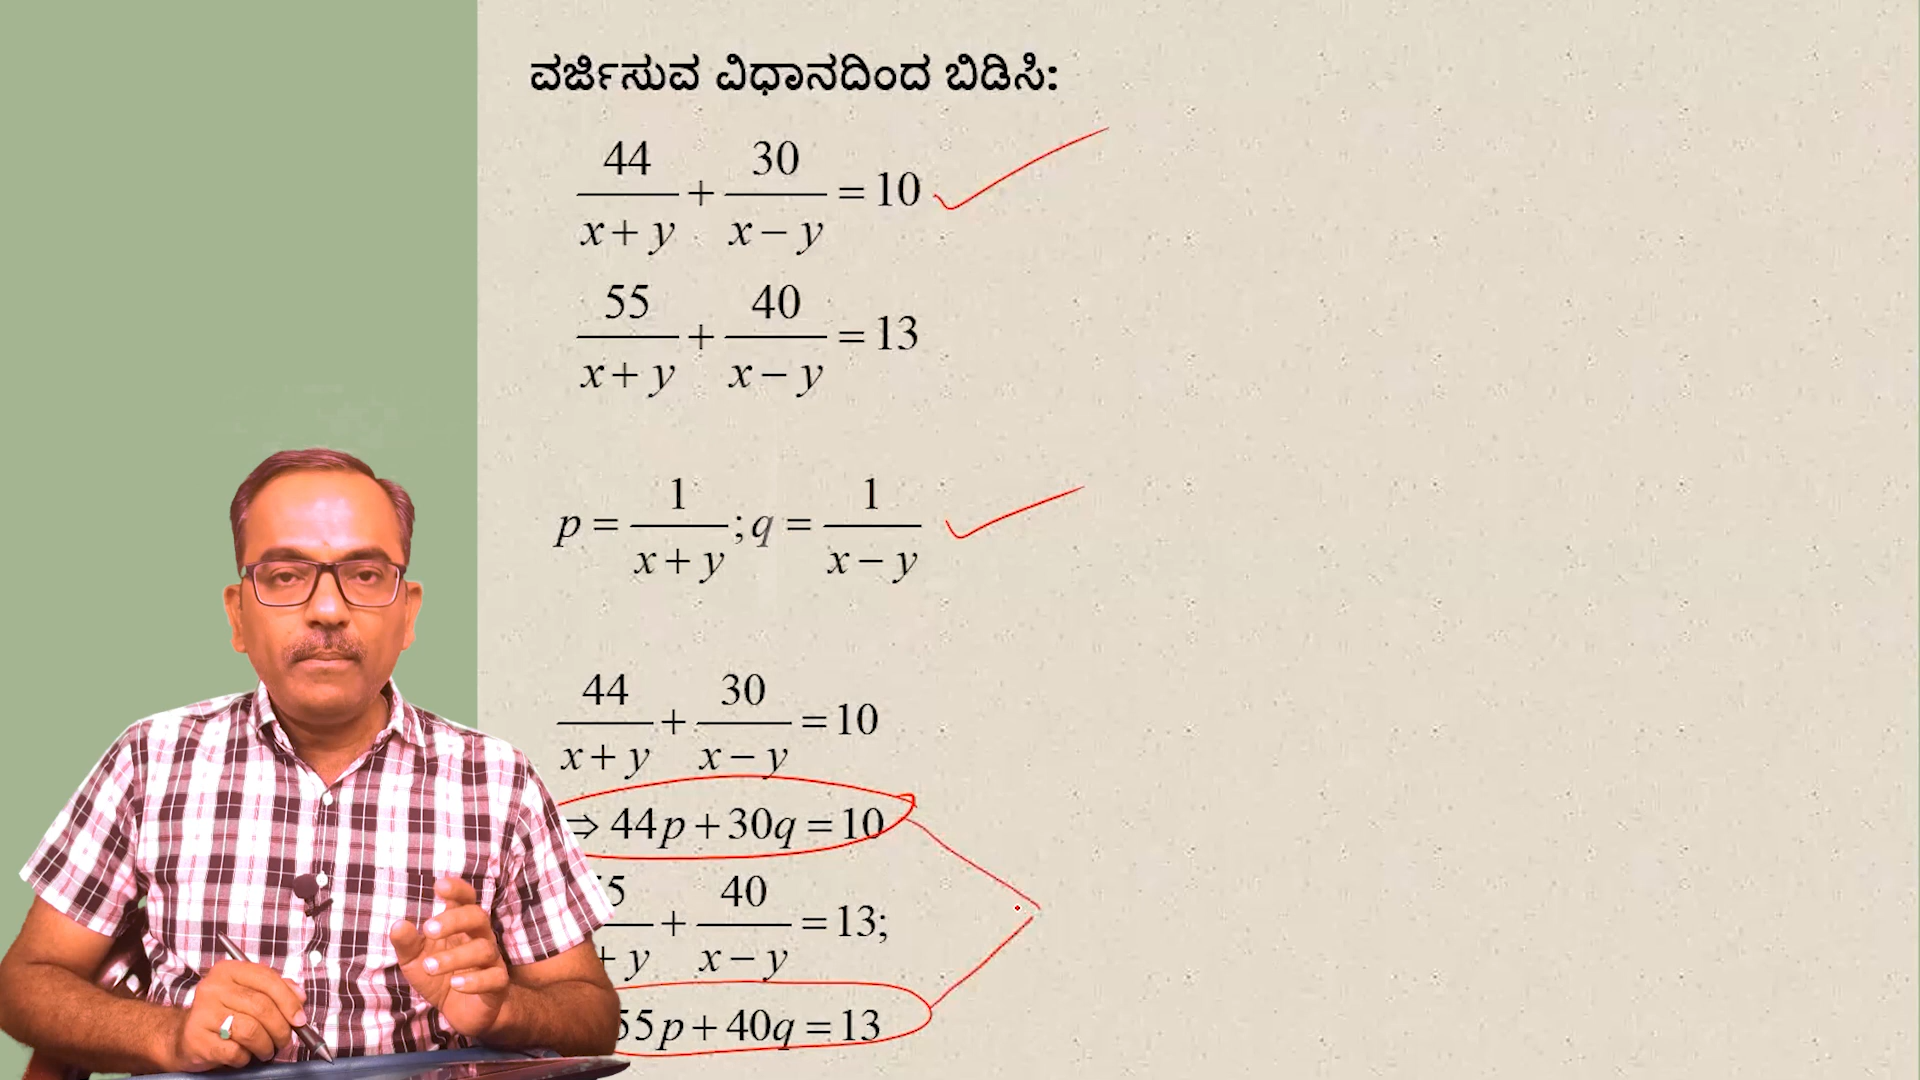 ವರ್ಜಿಸುವ ವಿಧಾನದಿಂದ ಬಿಡಿಸಿ:
44/(x+y) + 30/(x−y) = 10
55/(x+y) + 40/(x−y) = 13
p = 1/(x+y) ; q = 1/(x−y)
44/(x+y) + 30/(x−y) = 10
⇒ 44p + 30q = 10
5/(+y) + 40/(x−y) = 13;
55p + 40q = 13